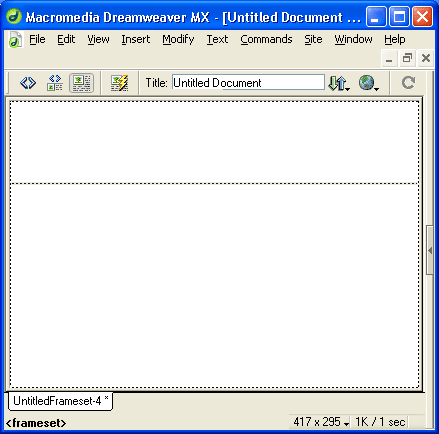 Macromedia Dreamweaver MX - [Untitled Document ...
File Edit View Insert Modify Text Commands Site Window Help
Title: Untitled Document
UntitledFrameset-4 *
<frameset> 417 x 295 1K / 1 sec